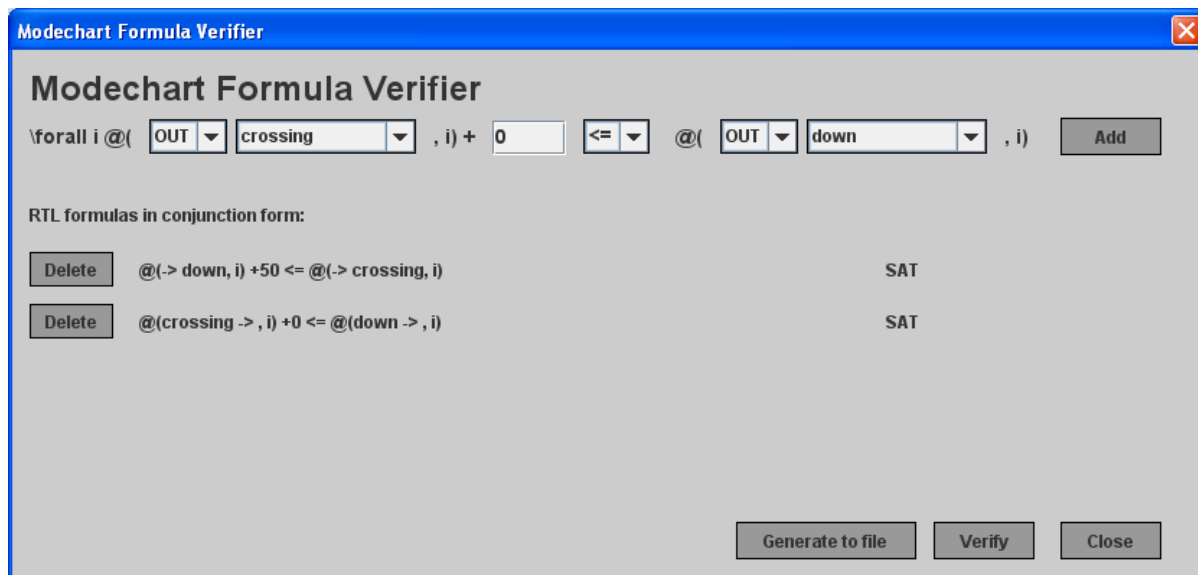 Modechart Formula Verifier
Modechart Formula Verifier
\forall i @( OUT crossing , i) + 0 <= @( OUT down , i) Add
RTL formulas in conjunction form:
Delete @(-> down, i) +50 <= @(-> crossing, i) SAT
Delete @(crossing -> , i) +0 <= @(down -> , i) SAT
Generate to file Verify Close